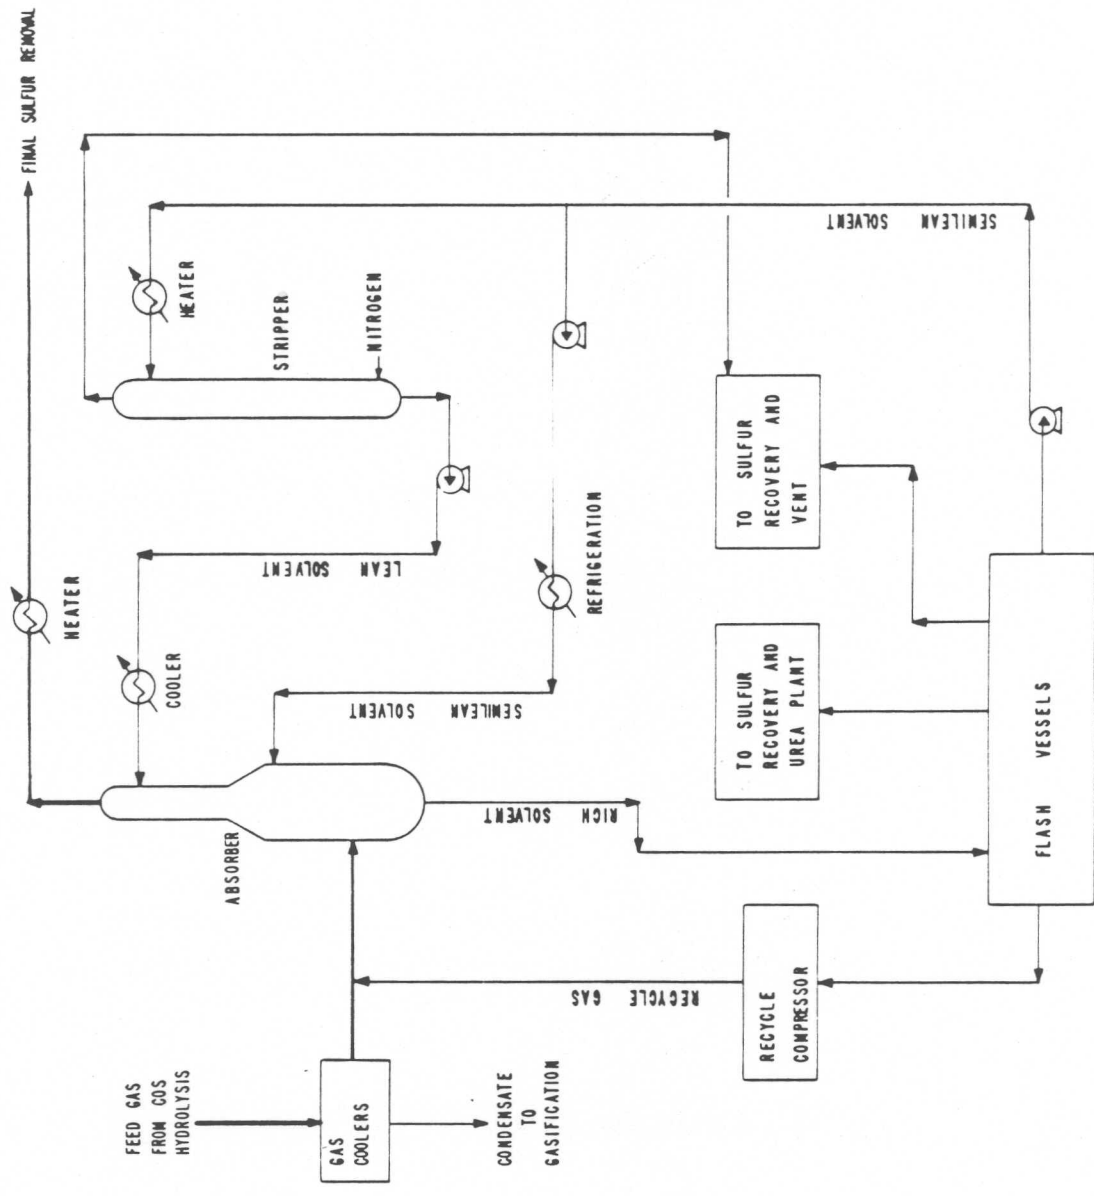 FINAL SULFUR REMOVAL
HEATER
HEATER
STRIPPER
NITROGEN
COOLER
LEAN SOLVENT
REFRIGERATION
SEMILEAN SOLVENT
SEMILEAN SOLVENT
ABSORBER
RICH SOLVENT
FEED GAS
FROM COS
HYDROLYSIS
GAS
COOLERS
CONDENSATE
TO
GASIFICATION
RECYCLE GAS
RECYCLE
COMPRESSOR
TO SULFUR
RECOVERY AND
UREA PLANT
TO SULFUR
RECOVERY AND
VENT
FLASH VESSELS